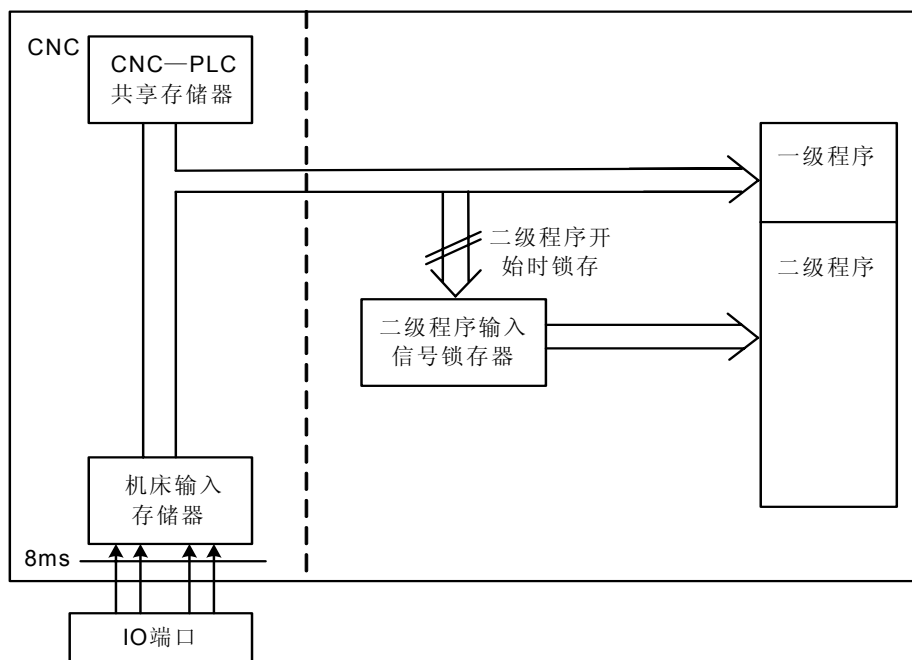 CNC
CNC—PLC
共享存储器
一级程序
二级程序开
始时锁存
二级程序
二级程序输入
信号锁存器
机床输入
存储器
8ms
IO端口